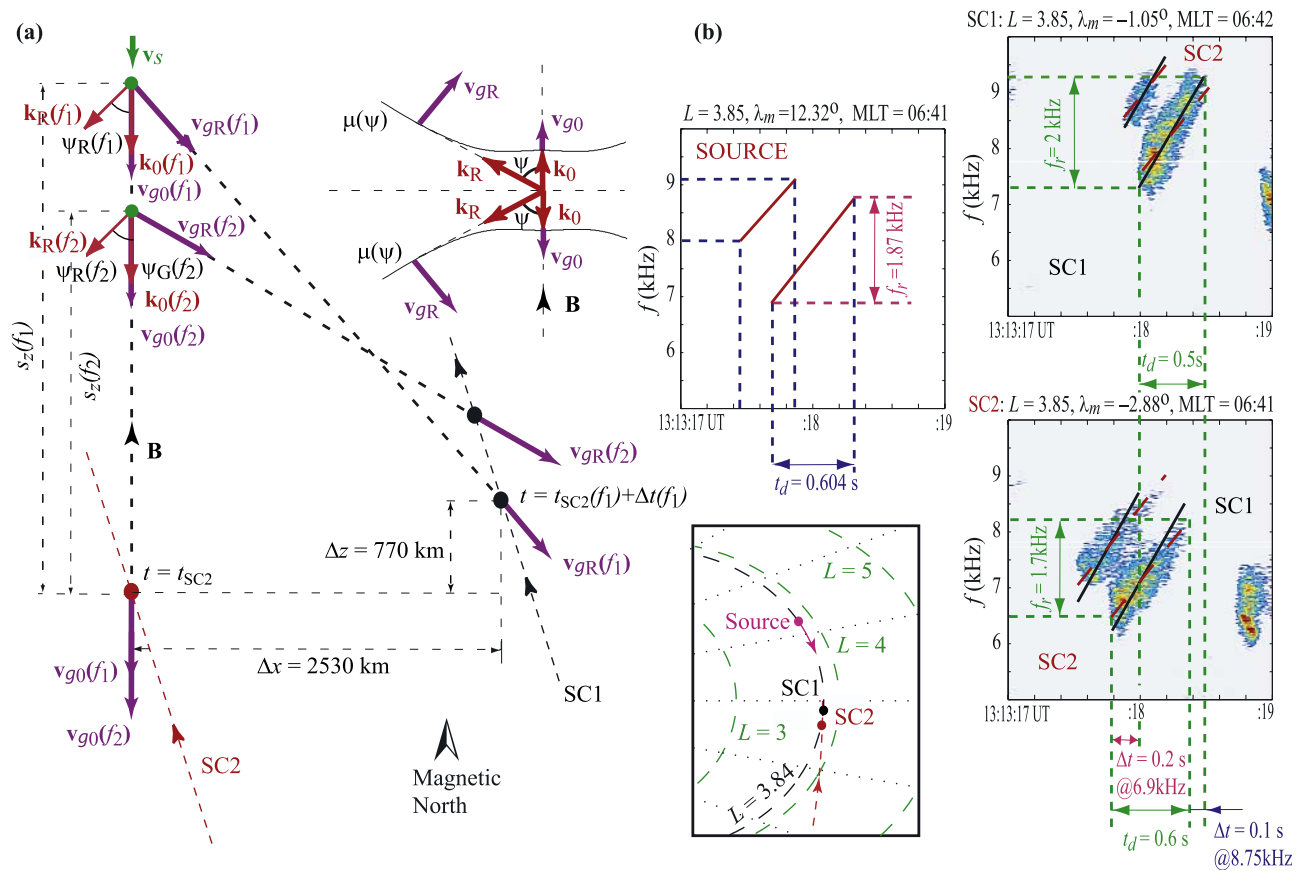 (a)
v_s
k_R(f_1)
ψ_R(f_1)
v_gR(f_1)
k_0(f_1)
v_g0(f_1)
k_R(f_2)
v_gR(f_2)
ψ_R(f_2)
ψ_G(f_2)
k_0(f_2)
v_g0(f_2)
s_z(f_1)
s_z(f_2)
B
t = t_SC2
v_g0(f_1)
v_g0(f_2)
SC2
v_gR
μ(ψ)
v_g0
k_R
ψ
k_0
k_R
ψ
k_0
μ(ψ)
v_g0
v_gR
B
v_gR(f_2)
t = t_SC2(f_1)+Δt(f_1)
Δz = 770 km
v_gR(f_1)
Δx = 2530 km
SC1
Magnetic
North
(b)
L = 3.85, λ_m=12.32º, MLT = 06:41
SOURCE
f (kHz)
9
8
7
6
f_r =1.87 kHz
13:13:17 UT
:18
:19
t_d = 0.604 s
L = 5
Source
L = 4
SC1
SC2
L = 3
L = 3.84
SC1: L = 3.85, λ_m = −1.05º, MLT = 06:42
SC2
f (kHz)
9
8
7
6
f_r = 2 kHz
SC1
13:13:17 UT
:18
:19
t_d = 0.5s
SC2: L = 3.85, λ_m = −2.88º, MLT = 06:41
f (kHz)
9
8
7
6
SC1
f_r = 1.7kHz
SC2
13:13:17 UT
:18
:19
Δt = 0.2 s
@6.9kHz
t_d = 0.6 s
Δt = 0.1 s
@8.75kHz